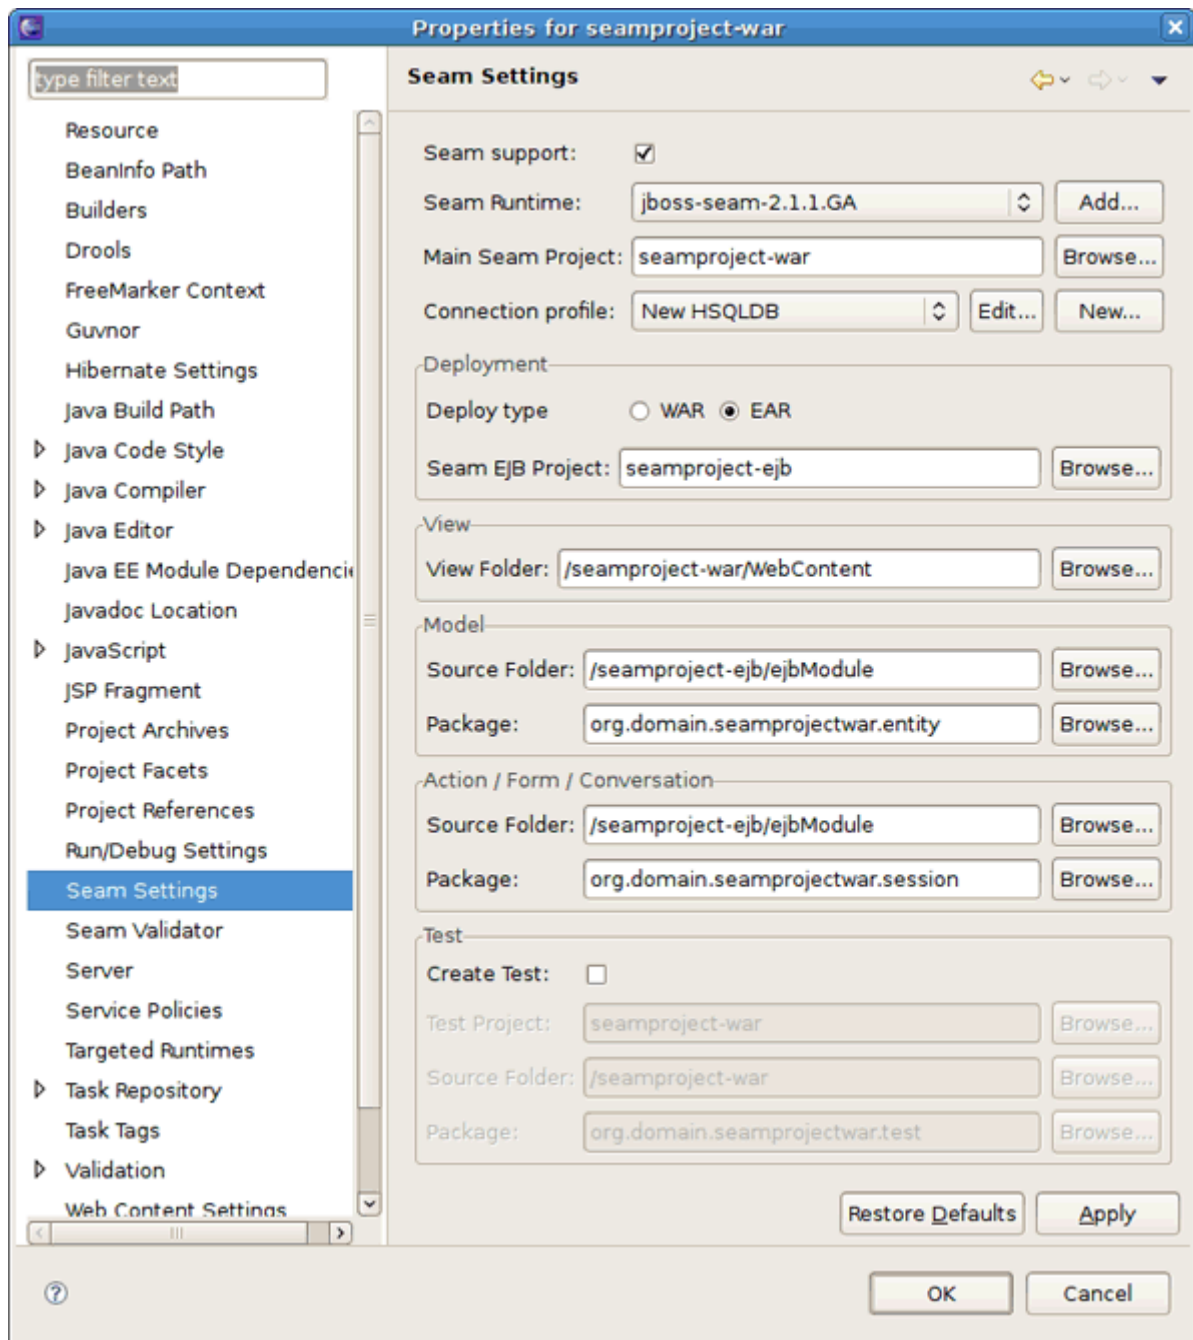 Properties for seamproject-war
type filter text
Resource
BeanInfo Path
Builders
Drools
FreeMarker Context
Guvnor
Hibernate Settings
Java Build Path
Java Code Style
Java Compiler
Java Editor
Java EE Module Dependencie
Javadoc Location
JavaScript
JSP Fragment
Project Archives
Project Facets
Project References
Run/Debug Settings
Seam Settings
Seam Validator
Server
Service Policies
Targeted Runtimes
Task Repository
Task Tags
Validation
Web Content Settings
Seam Settings
Seam support:
Seam Runtime: jboss-seam-2.1.1.GA Add...
Main Seam Project: seamproject-war Browse...
Connection profile: New HSQLDB Edit... New...
Deployment
Deploy type WAR EAR
Seam EJB Project: seamproject-ejb Browse...
View
View Folder: /seamproject-war/WebContent Browse...
Model
Source Folder: /seamproject-ejb/ejbModule Browse...
Package: org.domain.seamprojectwar.entity Browse...
Action / Form / Conversation
Source Folder: /seamproject-ejb/ejbModule Browse...
Package: org.domain.seamprojectwar.session Browse...
Test
Create Test:
Test Project: seamproject-war Browse...
Source Folder: /seamproject-war Browse...
Package: org.domain.seamprojectwar.test Browse...
Restore Defaults Apply
? OK Cancel